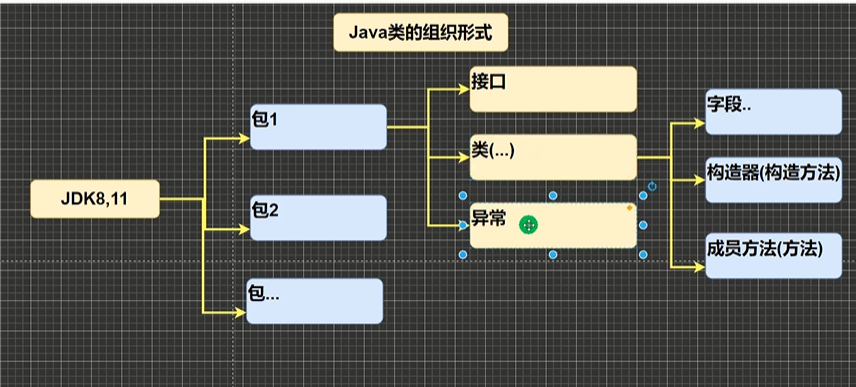 Java类的组织形式
JDK8,11
包1
包2
包...
接口
类(...)
异常
字段..
构造器(构造方法)
成员方法(方法)